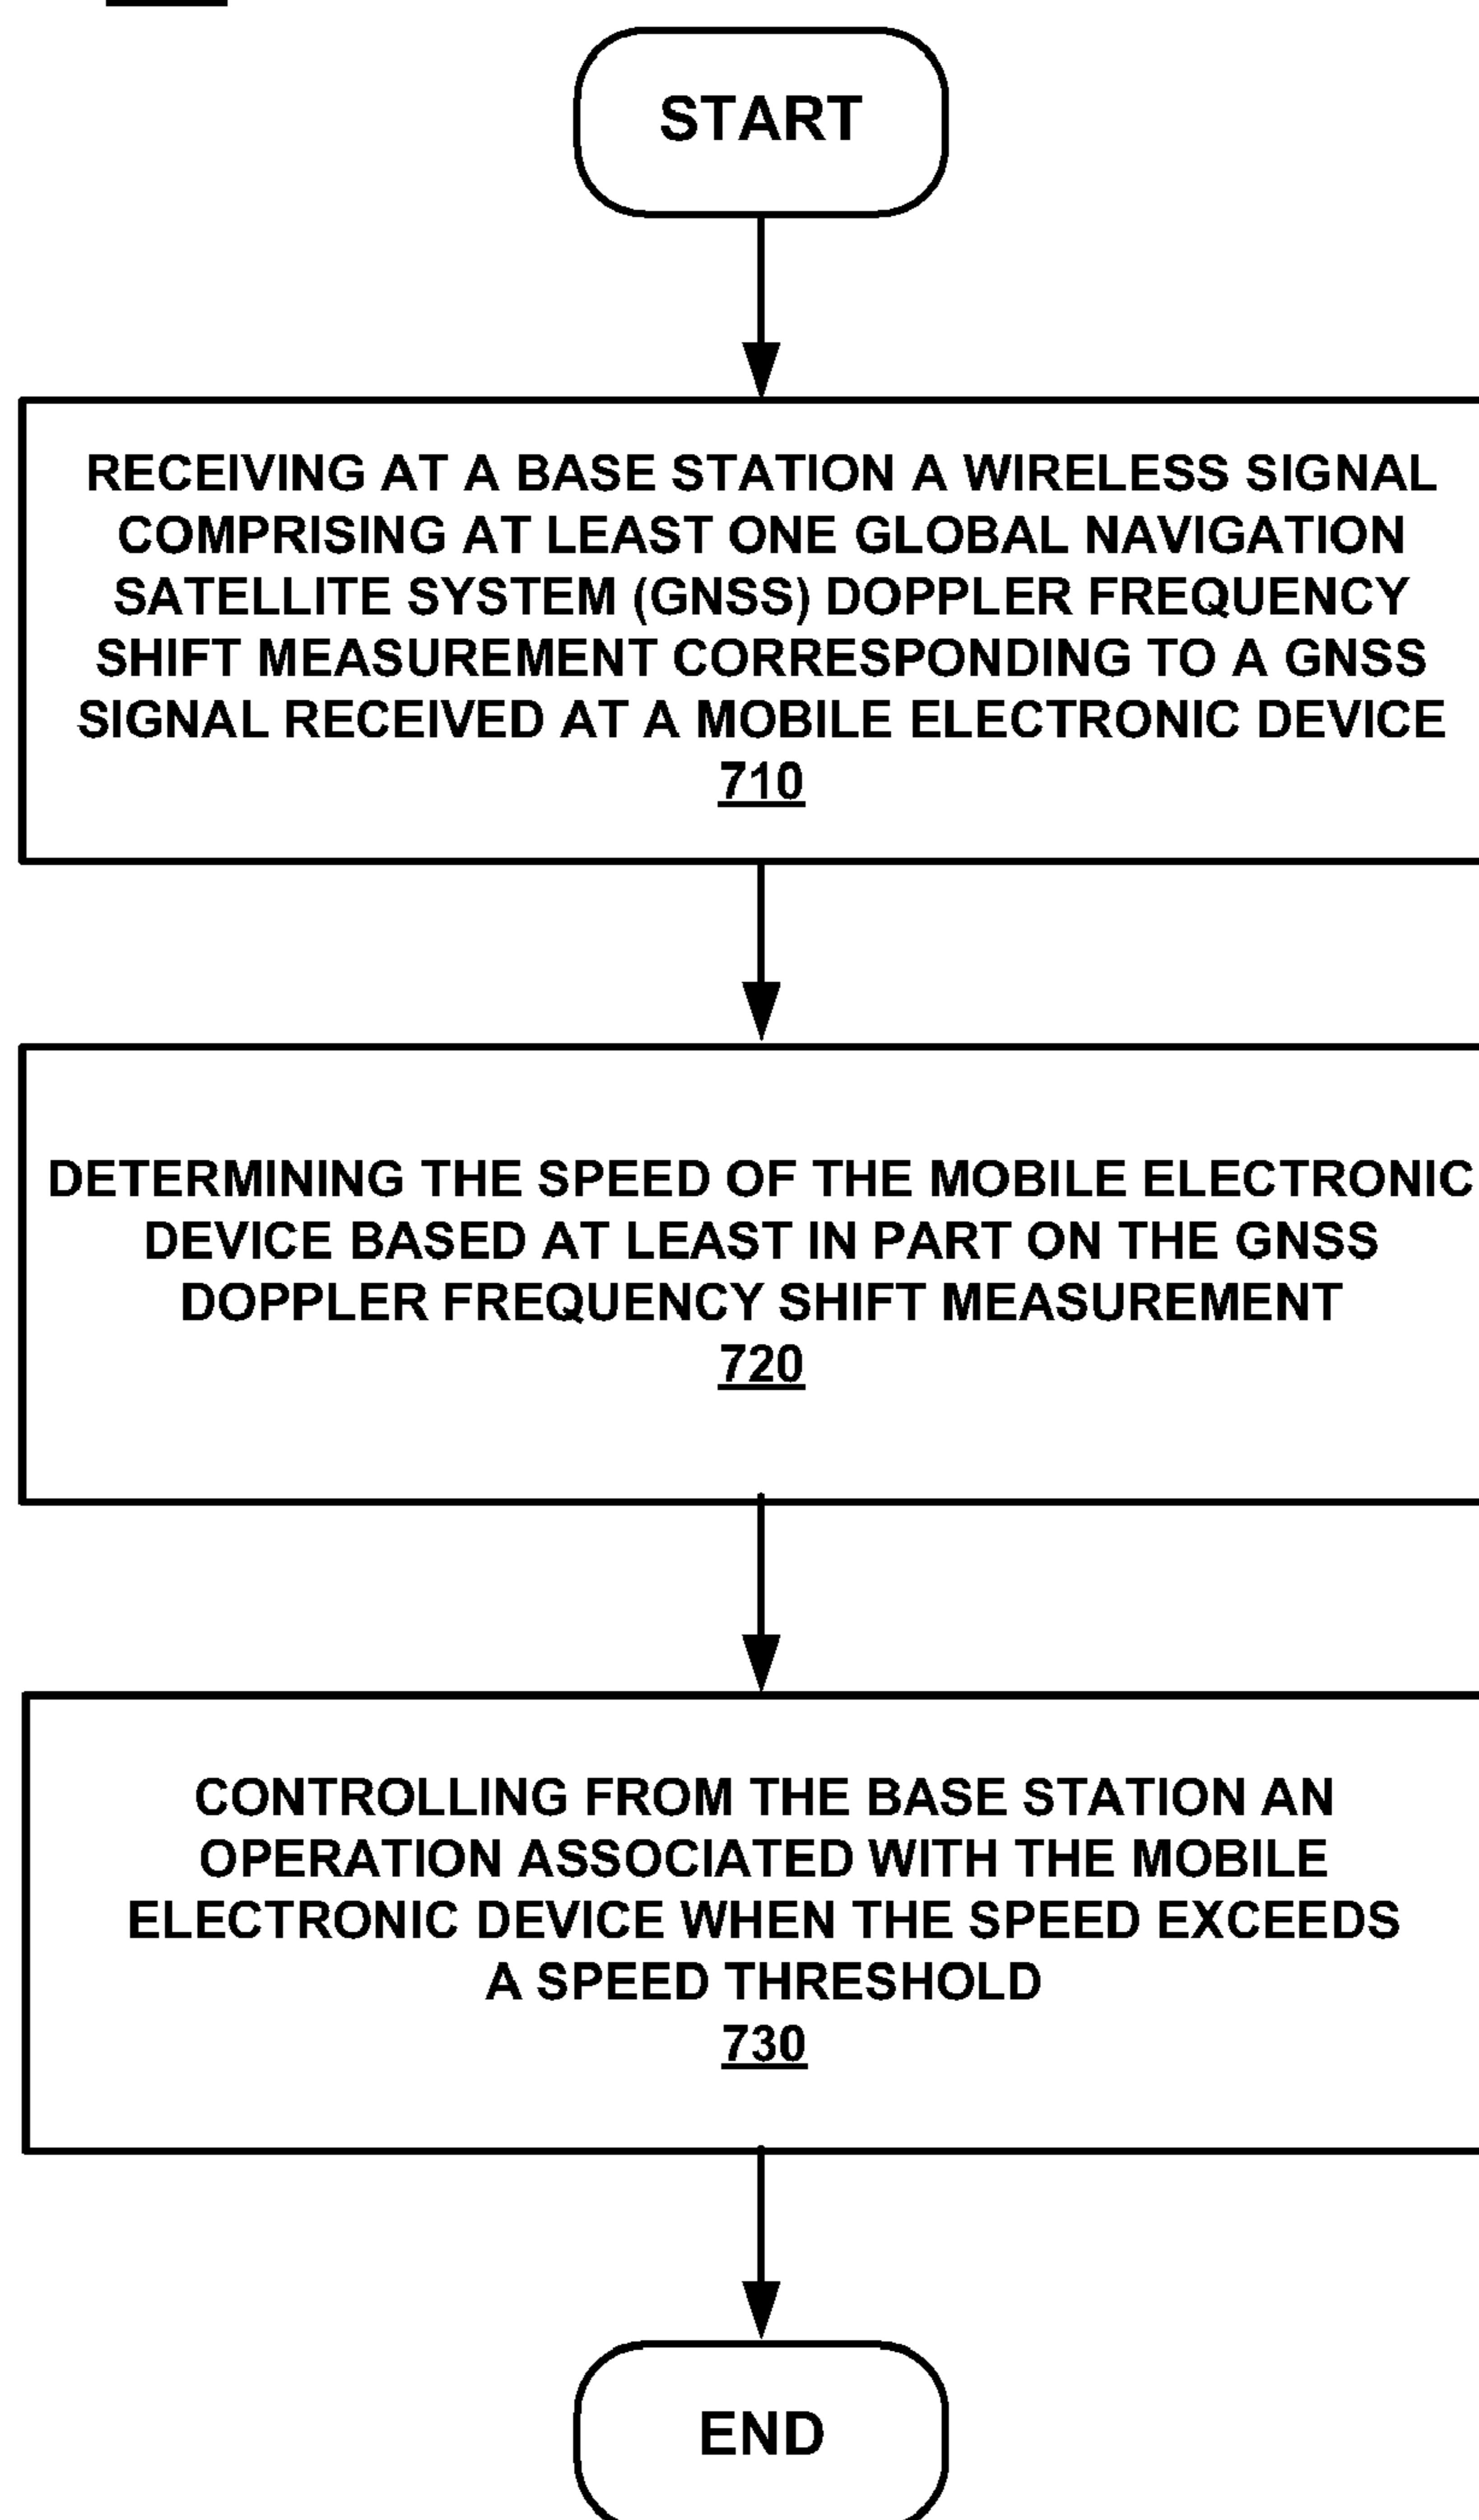 START
RECEIVING AT A BASE STATION A WIRELESS SIGNAL
COMPRISING AT LEAST ONE GLOBAL NAVIGATION
SATELLITE SYSTEM (GNSS) DOPPLER FREQUENCY
SHIFT MEASUREMENT CORRESPONDING TO A GNSS
SIGNAL RECEIVED AT A MOBILE ELECTRONIC DEVICE
710
DETERMINING THE SPEED OF THE MOBILE ELECTRONIC
DEVICE BASED AT LEAST IN PART ON THE GNSS
DOPPLER FREQUENCY SHIFT MEASUREMENT
720
CONTROLLING FROM THE BASE STATION AN
OPERATION ASSOCIATED WITH THE MOBILE
ELECTRONIC DEVICE WHEN THE SPEED EXCEEDS
A SPEED THRESHOLD
730
END